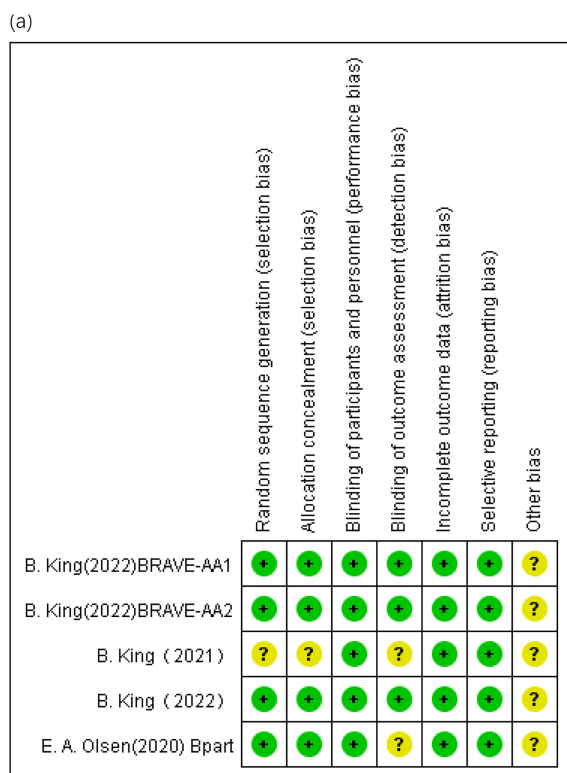 (a)
Random sequence generation (selection bias)
Allocation concealment (selection bias)
Blinding of participants and personnel (performance bias)
Blinding of outcome assessment (detection bias)
Incomplete outcome data (attrition bias)
Selective reporting (reporting bias)
Other bias
B. King(2022)BRAVE-AA1 + + + + + + ?
B. King(2022)BRAVE-AA2 + + + + + + ?
B. King（2021） ? ? + ? + + ?
B. King（2022） + + + + + + ?
E. A. Olsen(2020) Bpart + + + ? + + ?